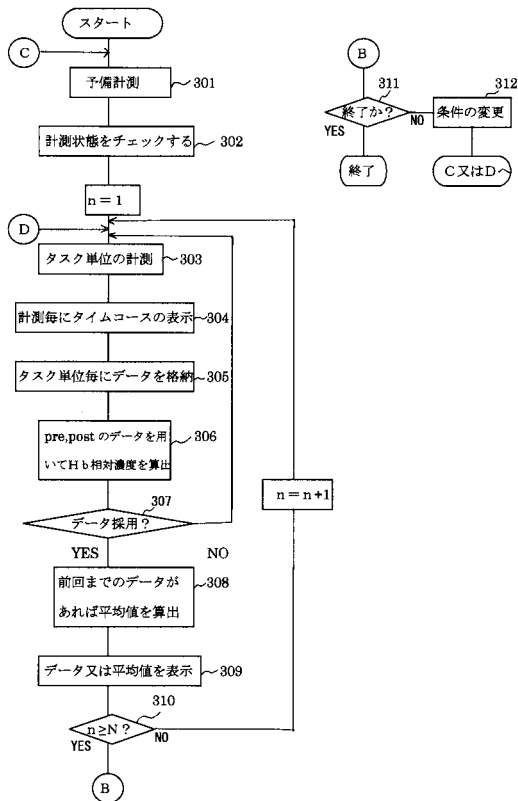 スタート
C
予備計測
301
計測状態をチェックする
302
n = 1
D
タスク単位の計測
303
計測毎にタイムコースの表示
304
タスク単位毎にデータを格納
305
pre,post のデータを用
いてＨｂ相対濃度を算出
306
307
データ採用？
YES
NO
n = n+1
前回までのデータが
あれば平均値を算出
308
データ又は平均値を表示
309
310
n≥N？
YES
NO
B
B
311
終了か？
YES
NO
312
条件の変更
終了
Ｃ又はＤへ